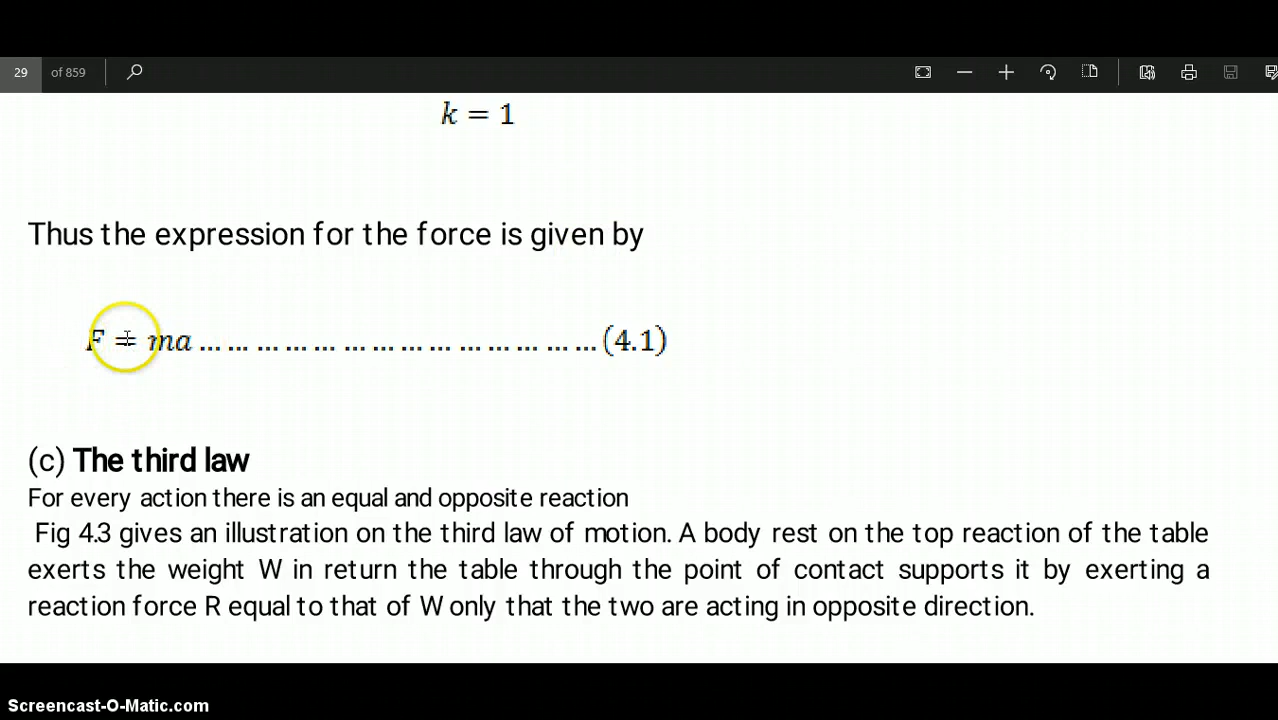 29 of 859
k = 1
Thus the expression for the force is given by
F = ma ... ... ... ... ... ... ... ... ... ... ... ... ... ... (4.1)
(c) The third law
For every action there is an equal and opposite reaction
Fig 4.3 gives an illustration on the third law of motion. A body rest on the top reaction of the table
exerts the weight W in return the table through the point of contact supports it by exerting a
reaction force R equal to that of W only that the two are acting in opposite direction.
Screencast-O-Matic.com